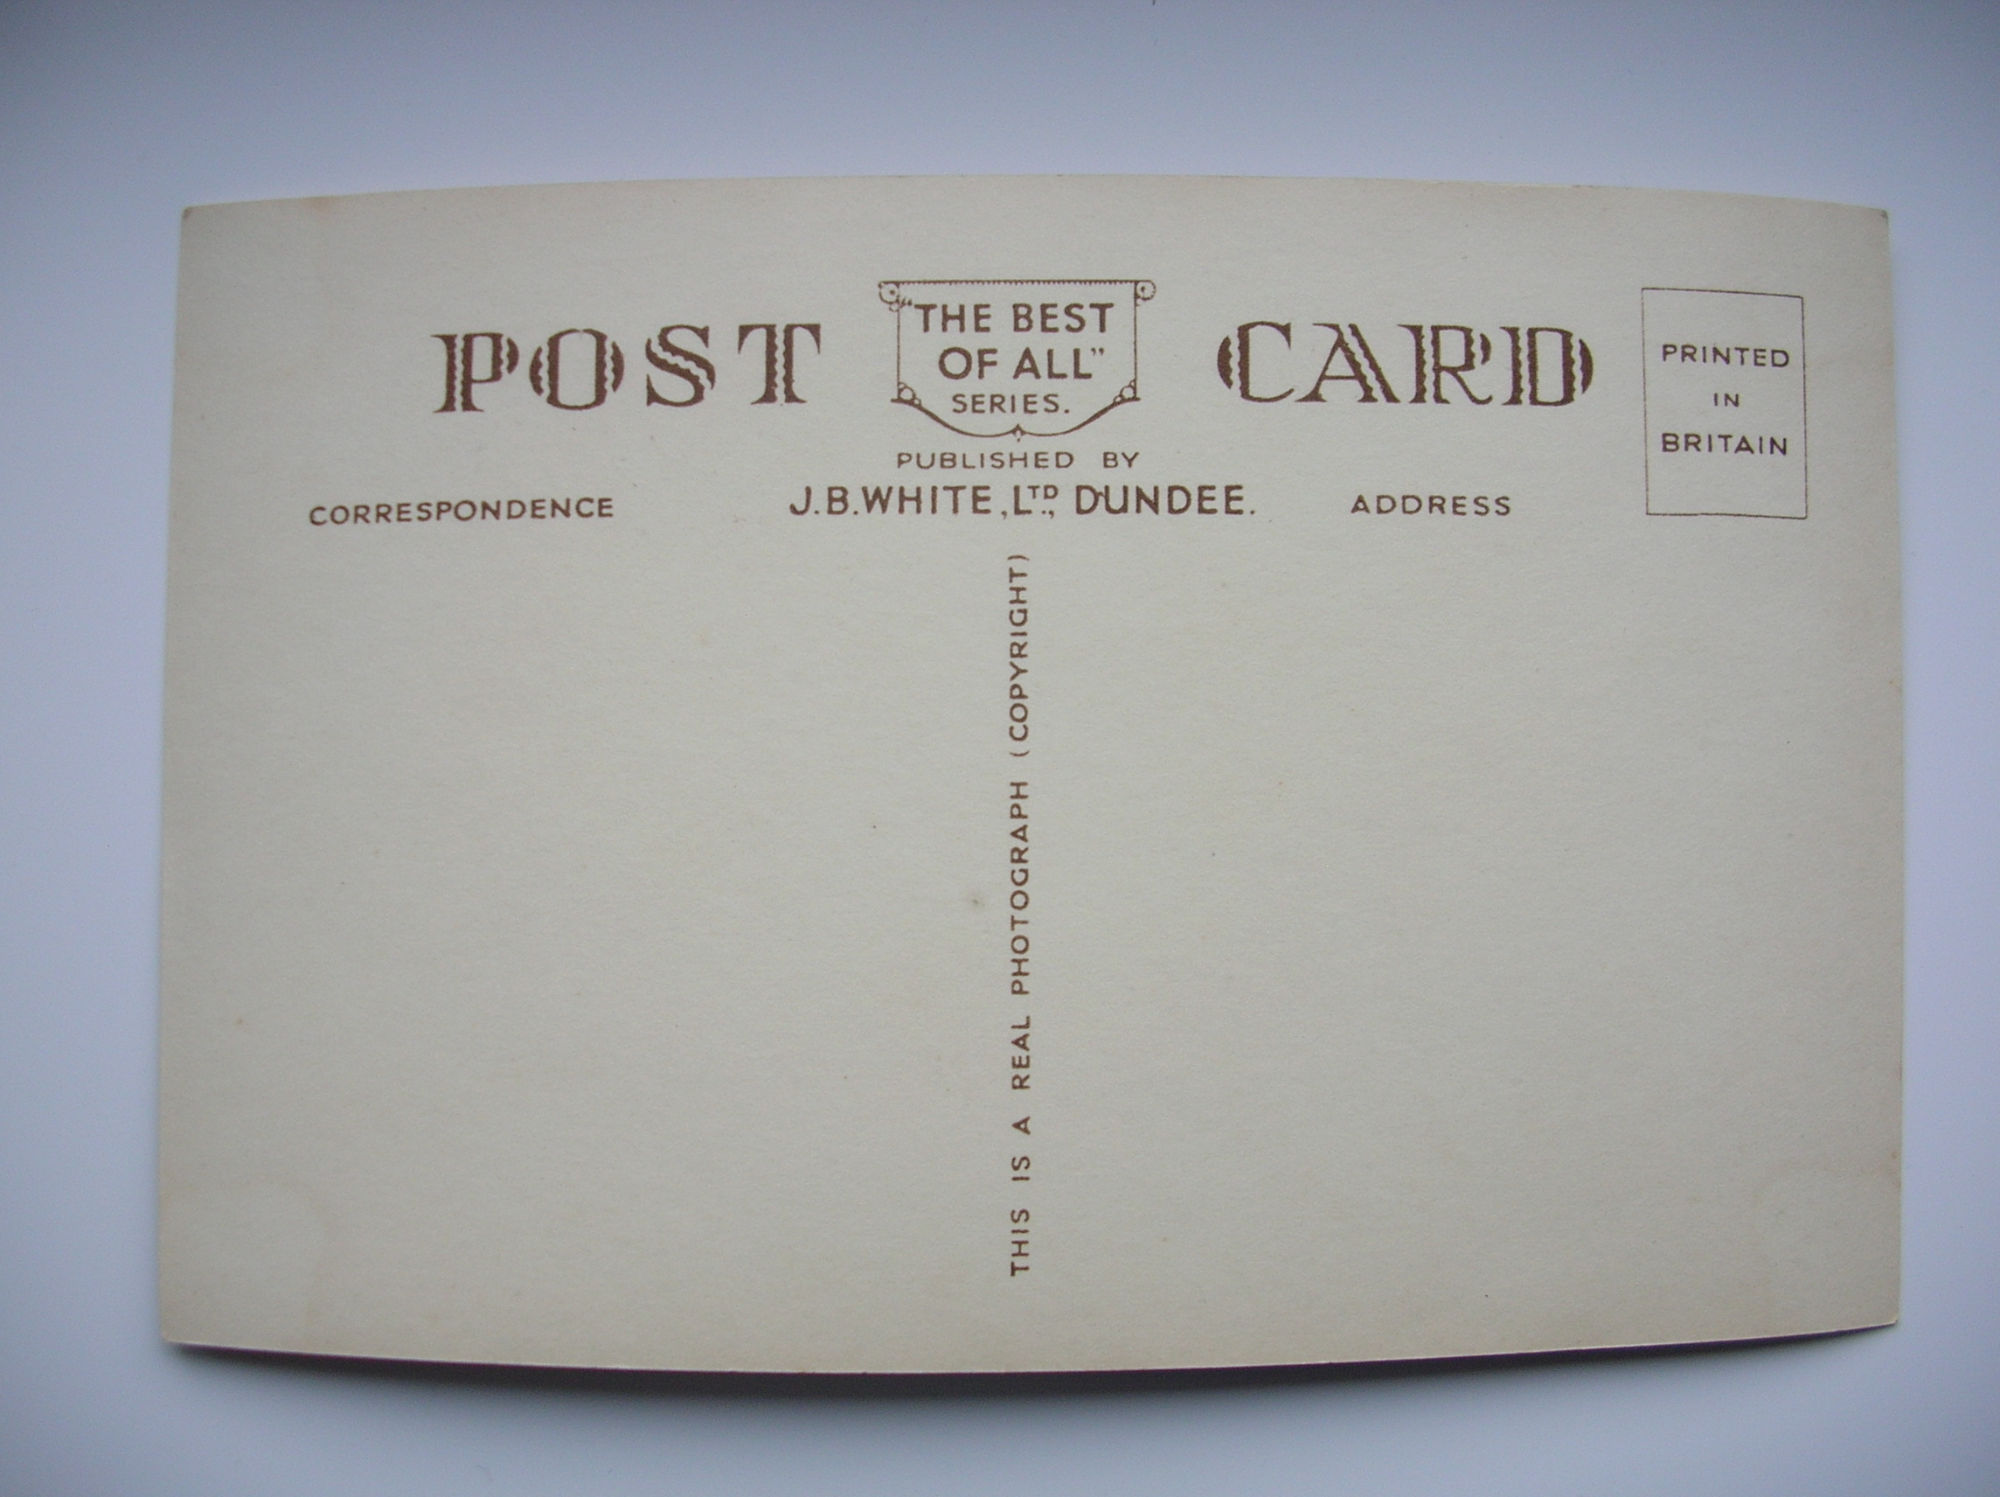 POST CARD
"THE BEST
OF ALL"
SERIES.
PUBLISHED BY
J.B.WHITE, LTD., DUNDEE.
CORRESPONDENCE
ADDRESS
PRINTED
IN
BRITAIN
THIS IS A REAL PHOTOGRAPH (COPYRIGHT)